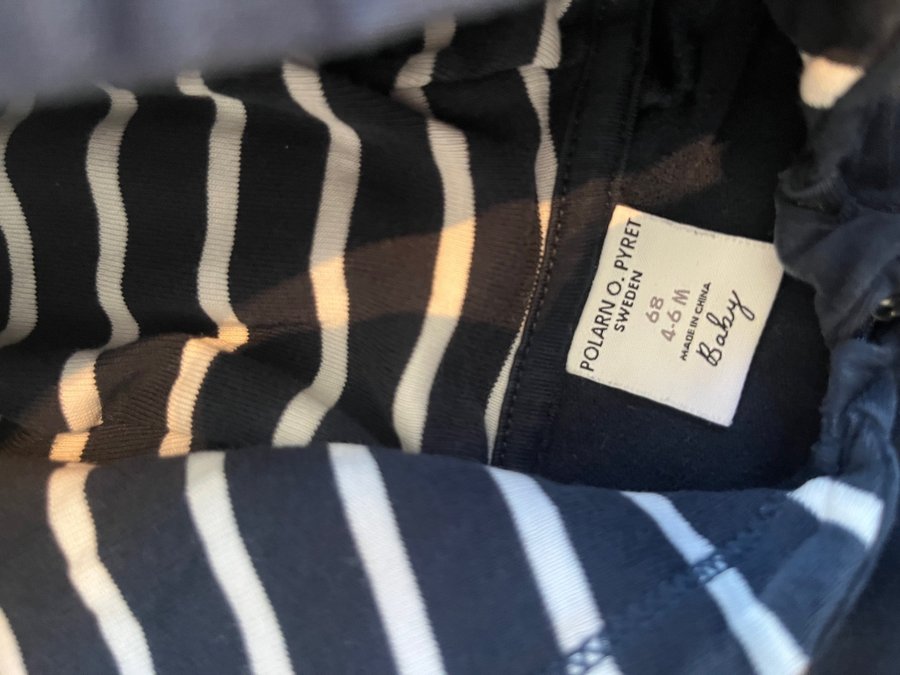 POLARN O. PYRET
SWEDEN
68
4-6 M
MADE IN CHINA
Baby